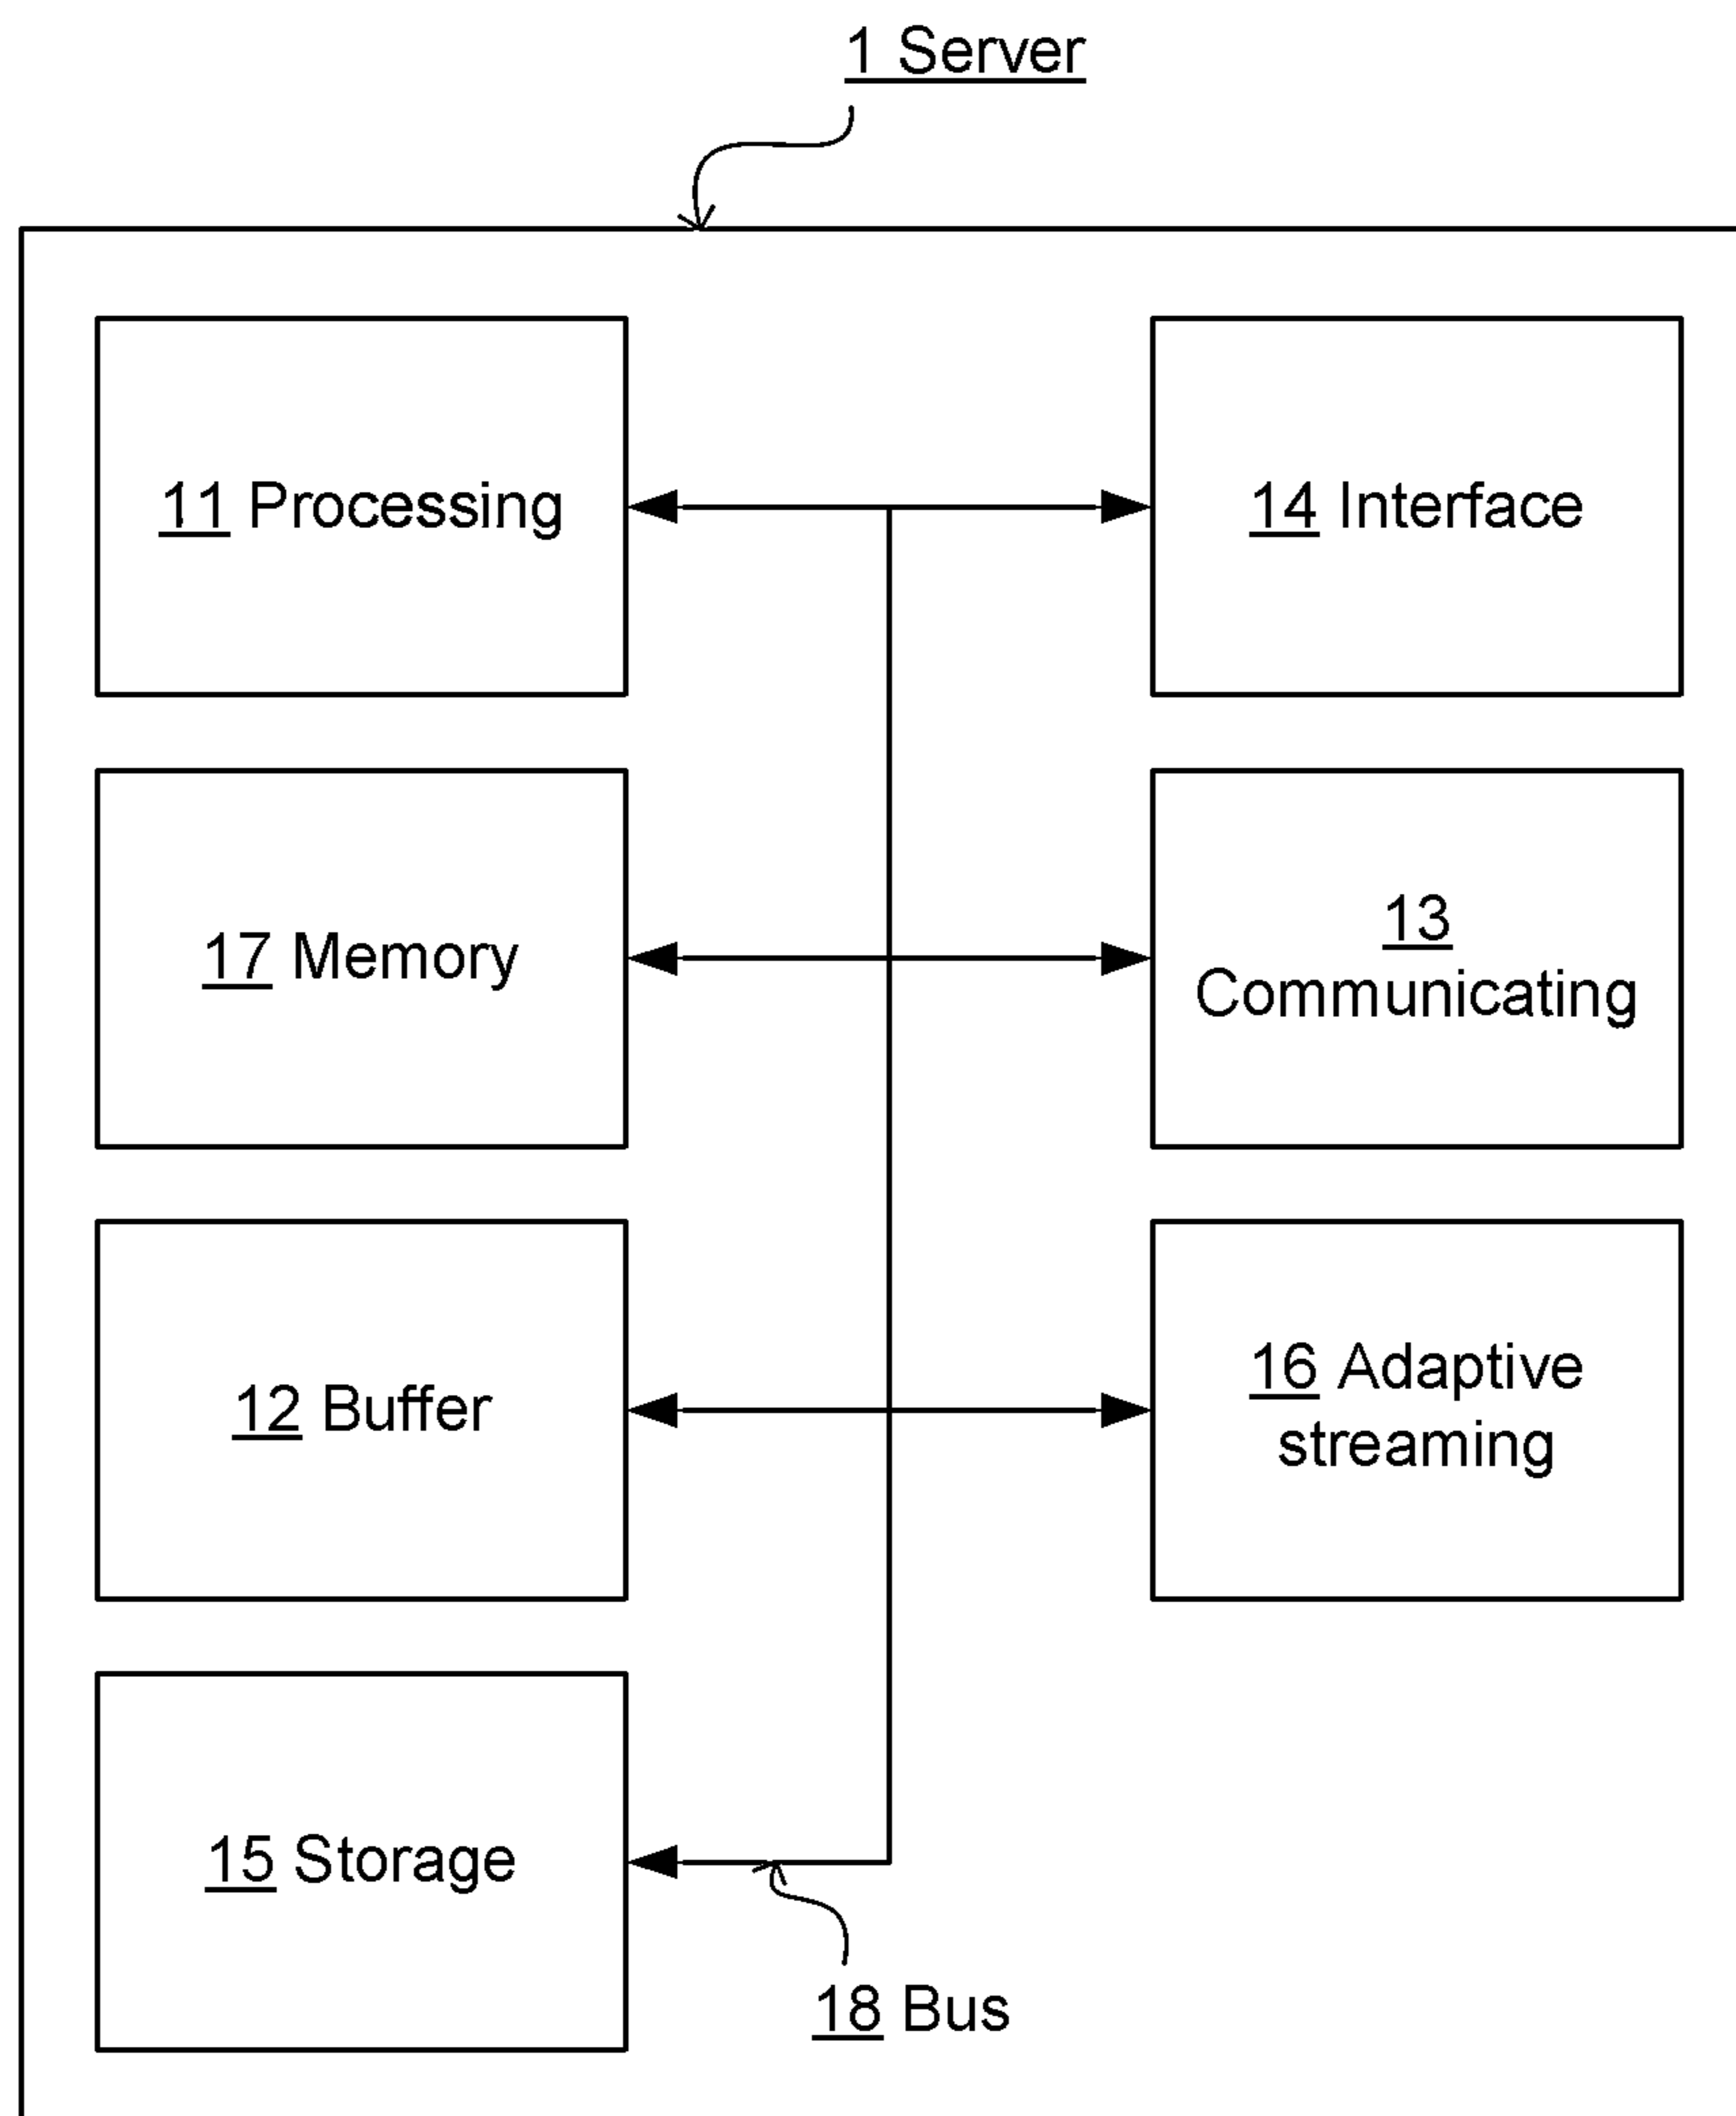 1 Server
11 Processing
14 Interface
17 Memory
13
Communicating
12 Buffer
16 Adaptive
streaming
15 Storage
18 Bus